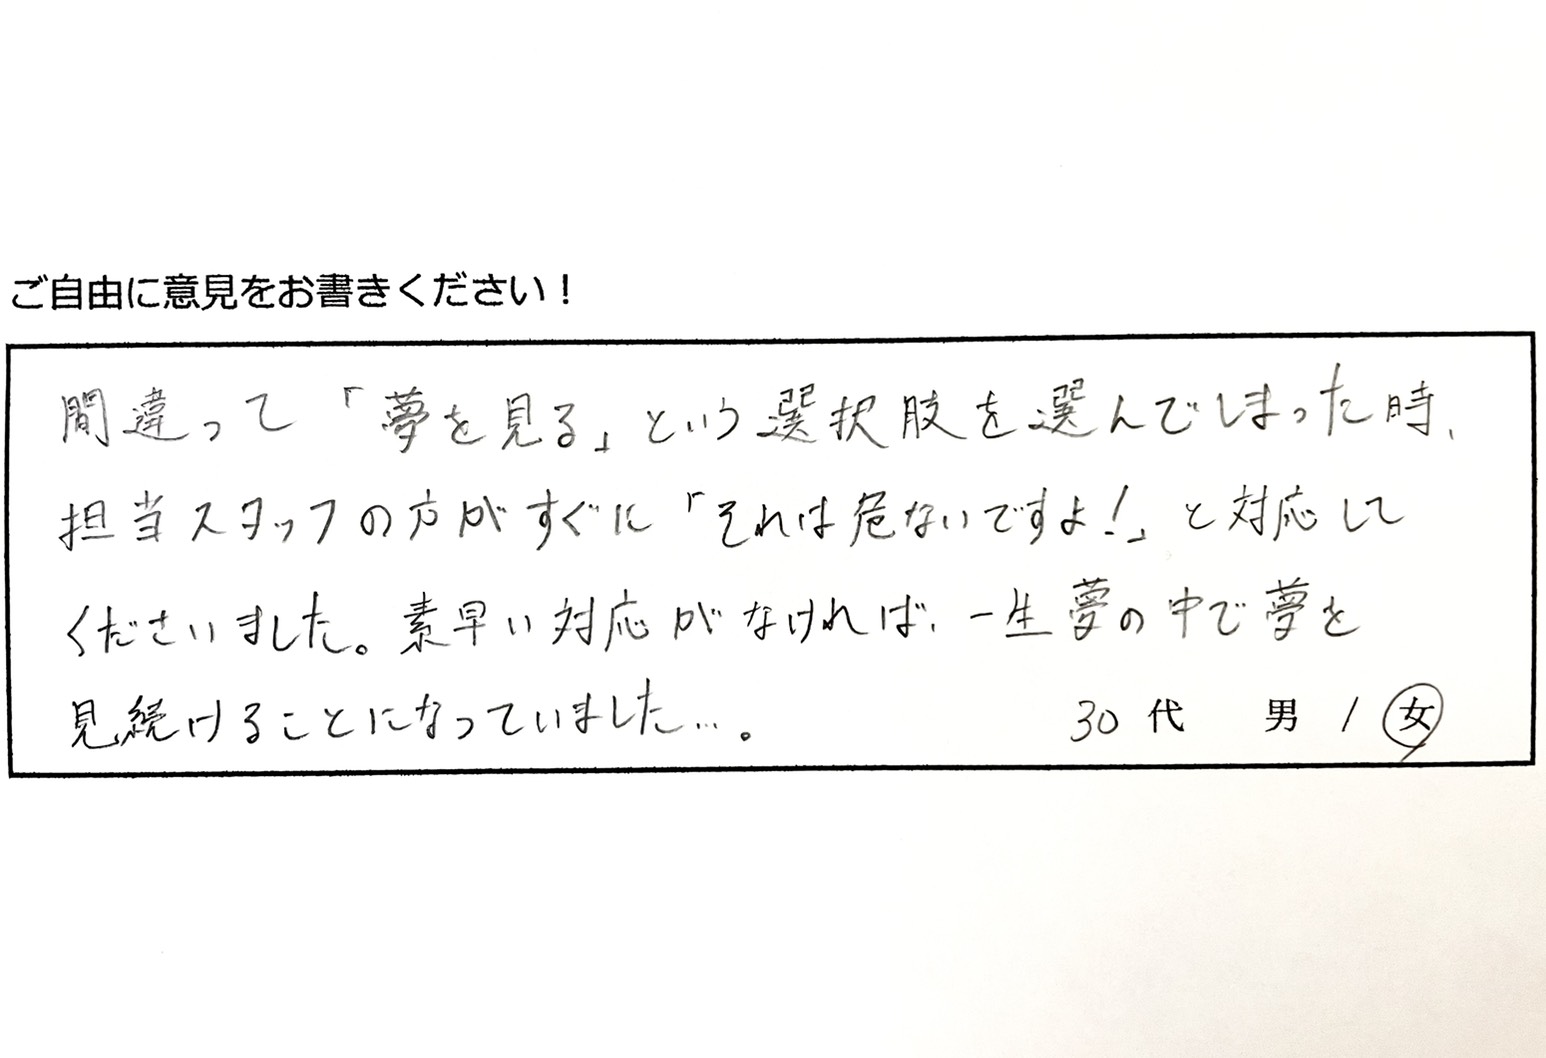 ご自由に意見をお書きください！
間違って「夢を見る」という選択肢を選んでしまった時、
担当スタッフの方がすぐに「それは危ないですよ！」と対応して
くださいました。素早い対応がなければ、一生夢の中で夢を
見続けることになっていました…。
30代 男 / 女